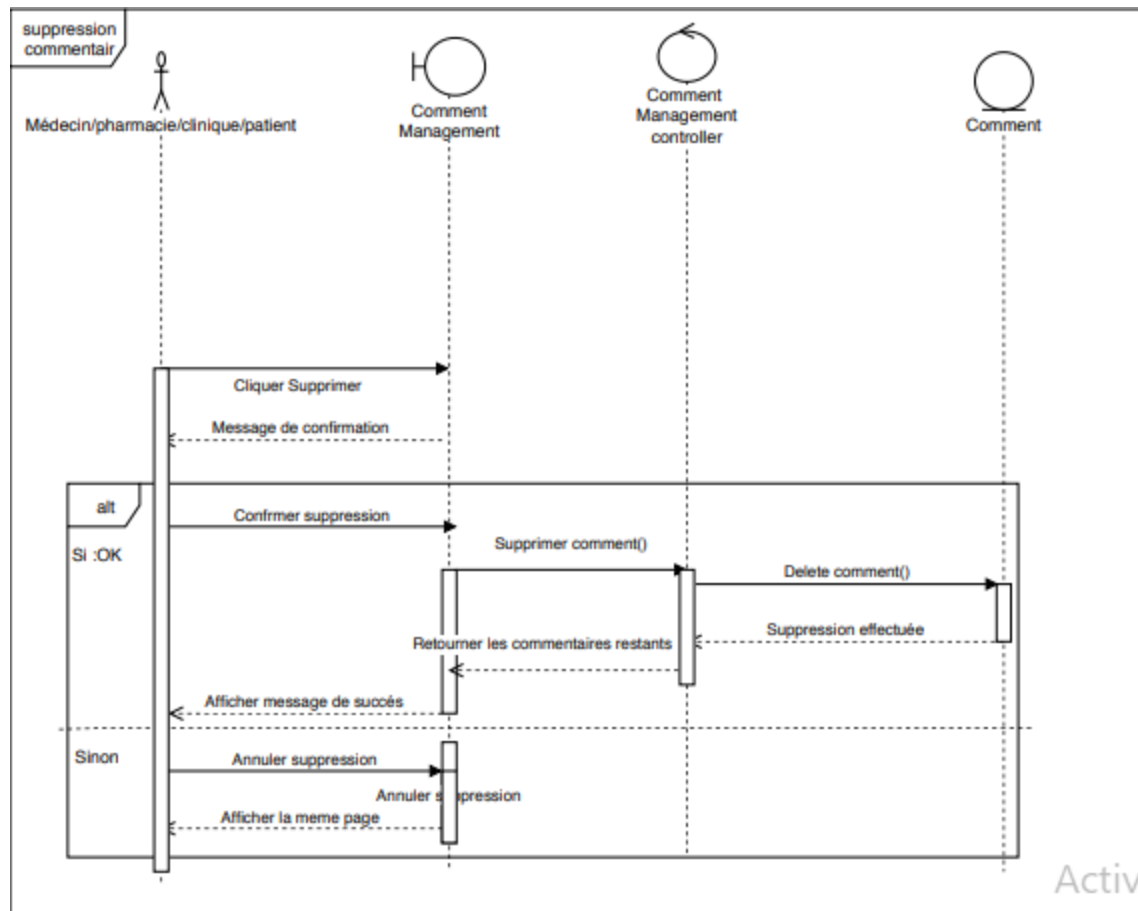 suppression
commentair
Médecin/pharmacie/clinique/patient
Comment
Management
Comment
Management
controller
Comment
Cliquer Supprimer
Message de confirmation
alt
Confrmer suppression
Si :OK
Supprimer comment()
Delete comment()
Suppression effectuée
Retourner les commentaires restants
Afficher message de succés
Sinon
Annuler suppression
Annuler suppression
Afficher la meme page
Activ